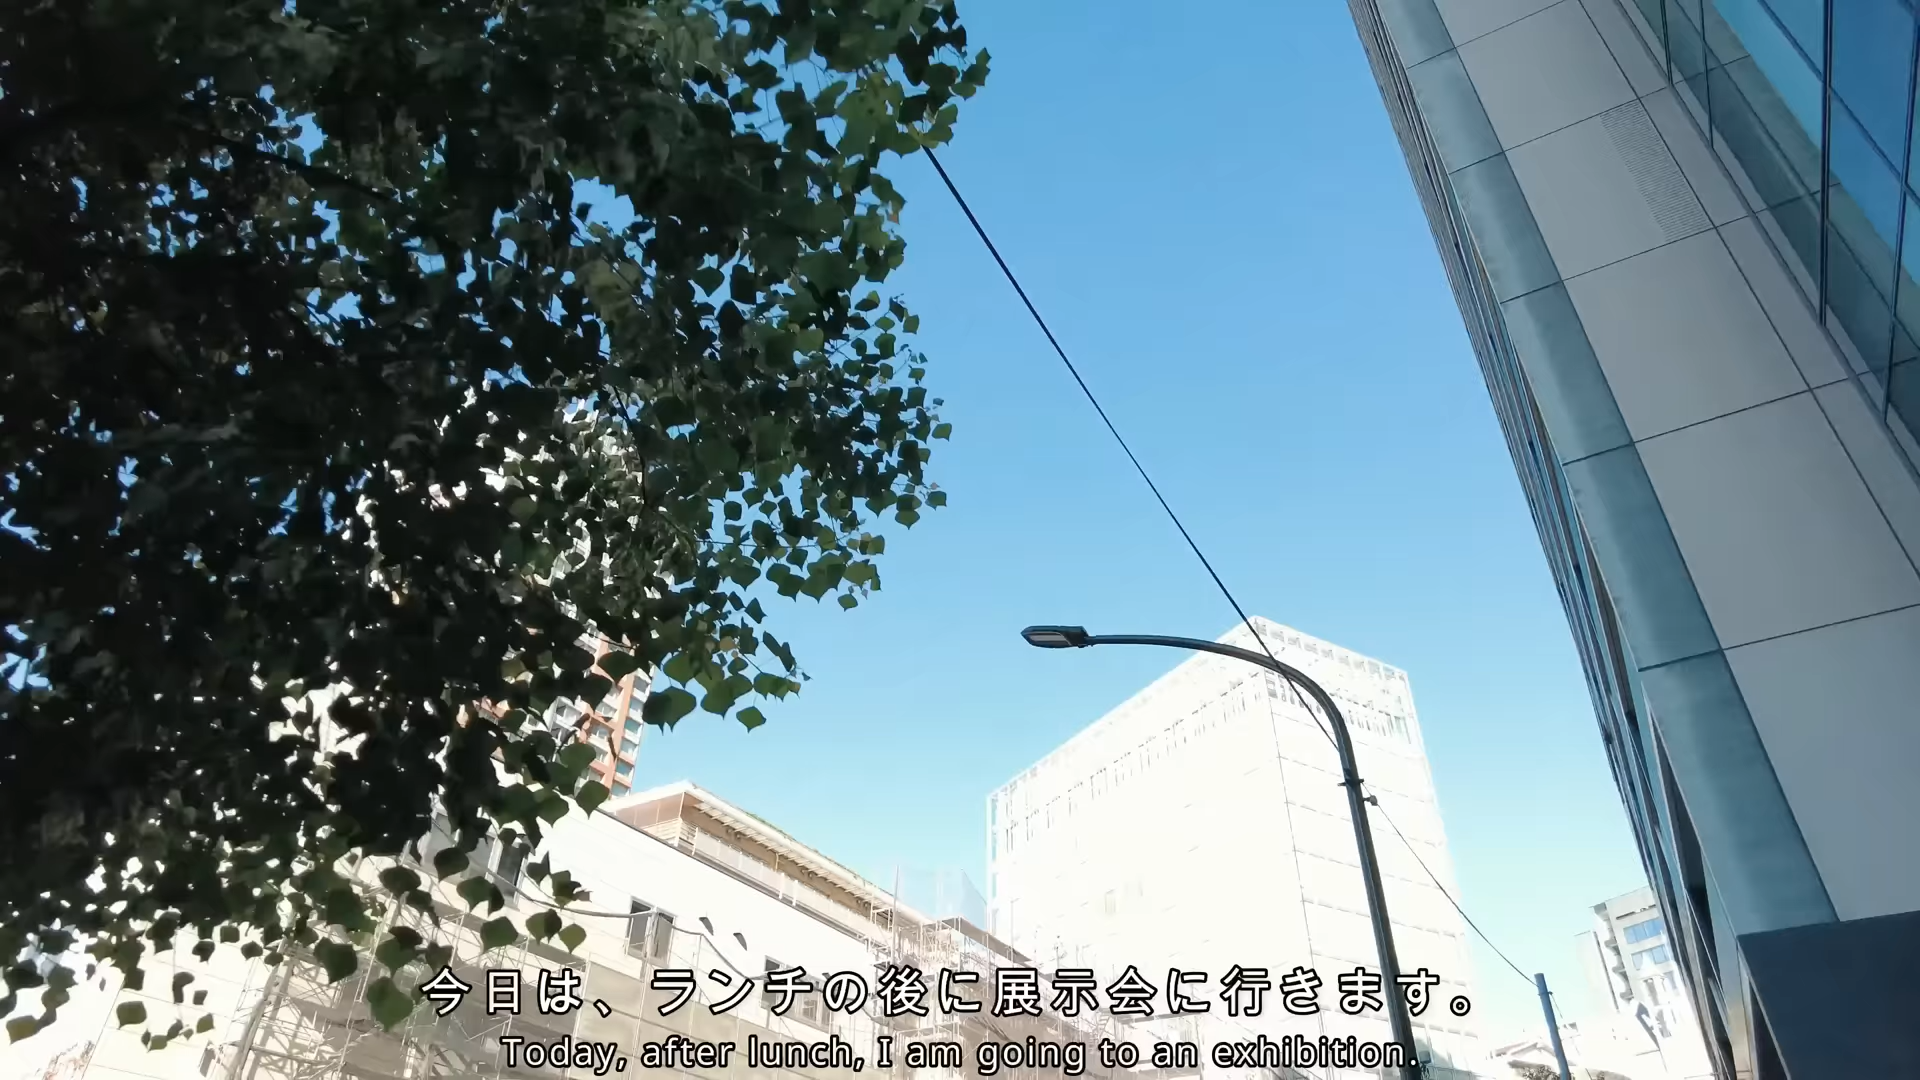 今日は、ランチの後に展示会に行きます。
Today, after lunch, I am going to an exhibition.